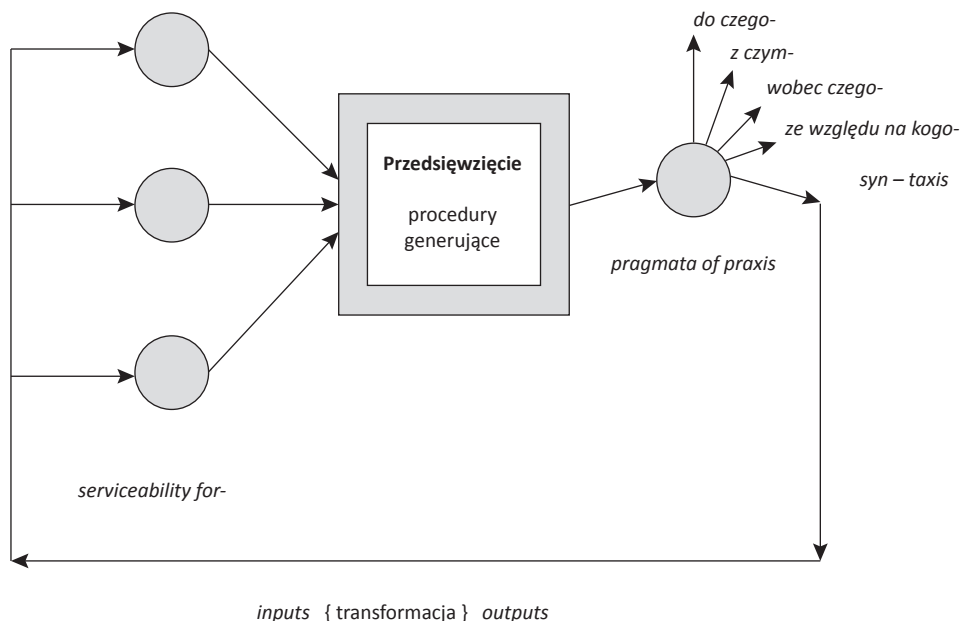 do czego-
z czym-
wobec czego-
ze względu na kogo-
Przedsięwzięcie
procedury
generujące
syn – taxis
pragmata of praxis
serviceability for-
inputs { transformacja } outputs